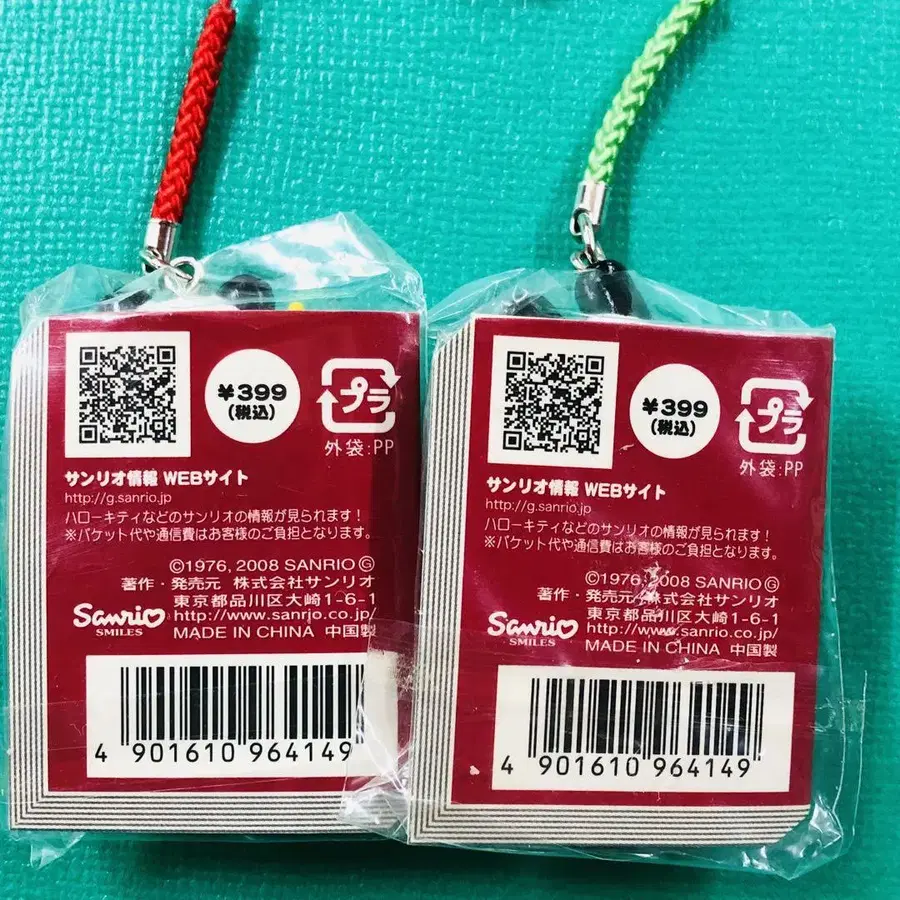 ¥399
(税込)
プラ
外袋:PP
サンリオ情報 WEBサイト
http://g.sanrio.jp
ハローキティなどのサンリオの情報が見られます!
※パケット代や通信費はお客様のご負担となります。
©1976, 2008 SANRIO Ⓖ
著作・発売元 株式会社サンリオ
東京都品川区大崎1-6-1
http://www.sanrio.co.jp/
MADE IN CHINA 中国製
Sanrio
SMILES
4 901610 964149
¥399
(税込)
プラ
外袋:PP
サンリオ情報 WEBサイト
http://g.sanrio.jp
ハローキティなどのサンリオの情報が見られます!
※パケット代や通信費はお客様のご負担となります。
©1976, 2008 SANRIO Ⓖ
著作・発売元 株式会社サンリオ
東京都品川区大崎1-6-1
http://www.sanrio.co.jp/
MADE IN CHINA 中国製
Sanrio
SMILES
4 901610 964149